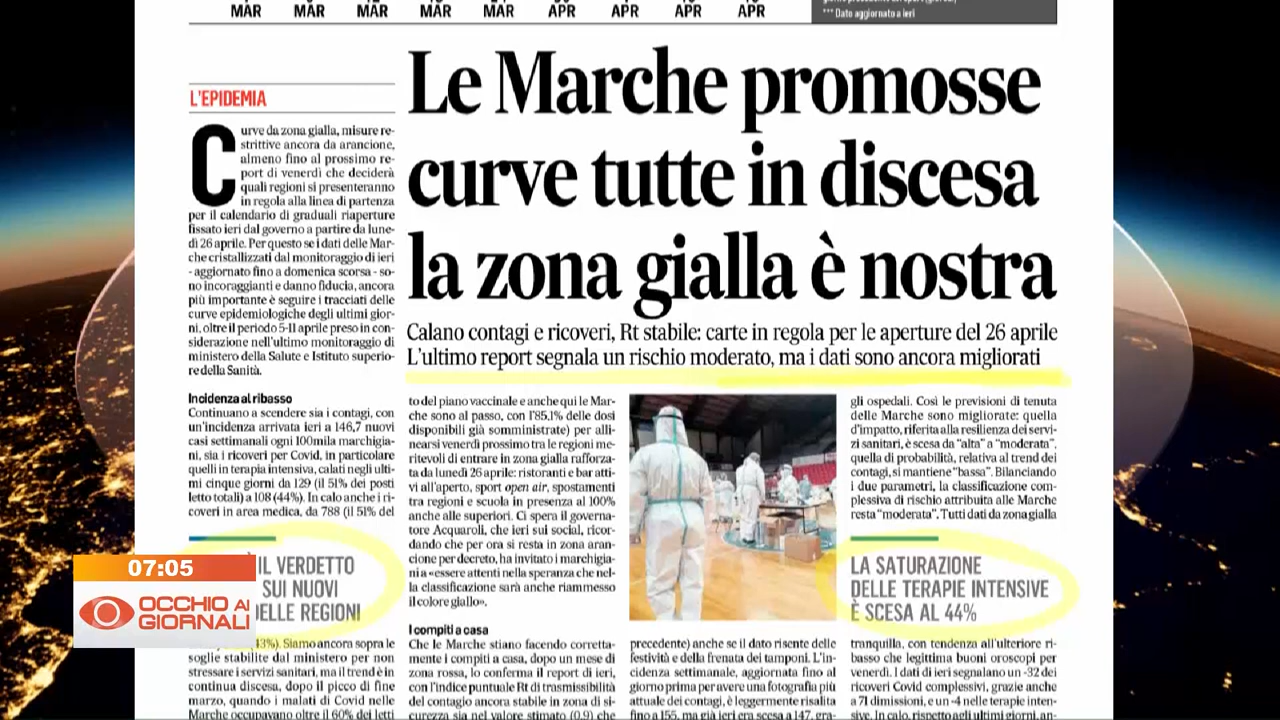 MAR
MAR
MAR
MAR
MAR
APR
APR
APR
APR
*** Dato aggiornato a ieri
Le Marche promosse
curve tutte in discesa
la zona gialla è nostra
Calano contagi e ricoveri, Rt stabile: carte in regola per le aperture del 26 aprile
L'ultimo report segnala un rischio moderato, ma i dati sono ancora migliorati
L'EPIDEMIA
Curve da zona gialla, misure re-
strittive ancora da arancione,
almeno fino al prossimo re-
port di venerdì che deciderà
quali regioni si presenteranno
in regola alla linea di partenza
per il calendario di graduali riaperture
fissato ieri dal governo a partire da lune-
dì 26 aprile. Per questo se i dati delle Mar-
che cristallizzati dal monitoraggio di ieri
- aggiornato fino a domenica scorsa - so-
no incoraggianti e danno fiducia, ancora
più importante è seguire i tracciati delle
curve epidemiologiche degli ultimi gior-
ni, oltre il periodo 5-11 aprile preso in con-
siderazione nell'ultimo monitoraggio di
ministero della Salute e Istituto superio-
re della Sanità.
Incidenza al ribasso
Continuano a scendere sia i contagi, con
un'incidenza arrivata ieri a 146,7 nuovi
casi settimanali ogni 100mila marchigia-
ni, sia i ricoveri per Covid, in particolare
quelli in terapia intensiva, calati negli ulti-
mi cinque giorni da 129 (il 51% dei posti
letto totali) a 108 (44%). In calo anche i ri-
coveri in area medica, da 788 (il 51% del
È IL VERDETTO
SUI NUOVI
DELLE REGIONI
43%). Siamo ancora sopra le
soglie stabilite dal ministero per non
stressare i servizi sanitari, ma il trend è in
continua discesa, dopo il picco di fine
marzo, quando i malati di Covid nelle
Marche occupavano oltre il 60% dei letti
to del piano vaccinale e anche qui le Mar-
che sono al passo, con l'85,1% delle dosi
disponibili già somministrate) per alli-
nearsi venerdì prossimo tra le regioni me-
ritevoli di entrare in zona gialla rafforza-
ta da lunedì 26 aprile: ristoranti e bar atti-
vi all'aperto, sport open air, spostamenti
tra regioni e scuola in presenza al 100%
anche alle superiori. Ci spera il governa-
tore Acquaroli, che ieri sui social, ricor-
dando che per ora si resta in zona aran-
cione per decreto, ha invitato i marchigia-
ni a «essere attenti nella speranza che nel-
la classificazione sarà anche riammesso
il colore giallo».
I compiti a casa
Che le Marche stiano facendo corretta-
mente i compiti a casa, dopo un mese di
zona rossa, lo conferma il report di ieri,
con l'indice puntuale Rt di trasmissibilità
del contagio ancora stabile in zona di si-
curezza sia nel valore stimato (0,9) che
precedente) anche se il dato risente delle
festività e della frenata dei tamponi. L'in-
cidenza settimanale, aggiornata fino al
giorno prima per avere una fotografia più
attuale dei contagi, è leggermente risalita
fino a 155, ma già ieri era scesa a 147, gra-
gli ospedali. Così le previsioni di tenuta
delle Marche sono migliorate: quella
d'impatto, riferita alla resilienza dei servi-
zi sanitari, è scesa da "alta" a "moderata",
quella di probabilità, relativa al trend dei
contagi, si mantiene "bassa". Bilanciando
i due parametri, la classificazione com-
plessiva di rischio attribuita alle Marche
resta "moderata". Tutti dati da zona gialla
LA SATURAZIONE
DELLE TERAPIE INTENSIVE
È SCESA AL 44%
tranquilla, con tendenza all'ulteriore ri-
basso che legittima buoni oroscopi per
venerdì. I dati di ieri segnalano un -32 dei
ricoveri Covid complessivi, grazie anche
a 71 dimissioni, e un -4 nelle terapie inten-
sive. In calo, rispetto agli ultimi giorni, an-
07:05
OCCHIO AI
GIORNALI